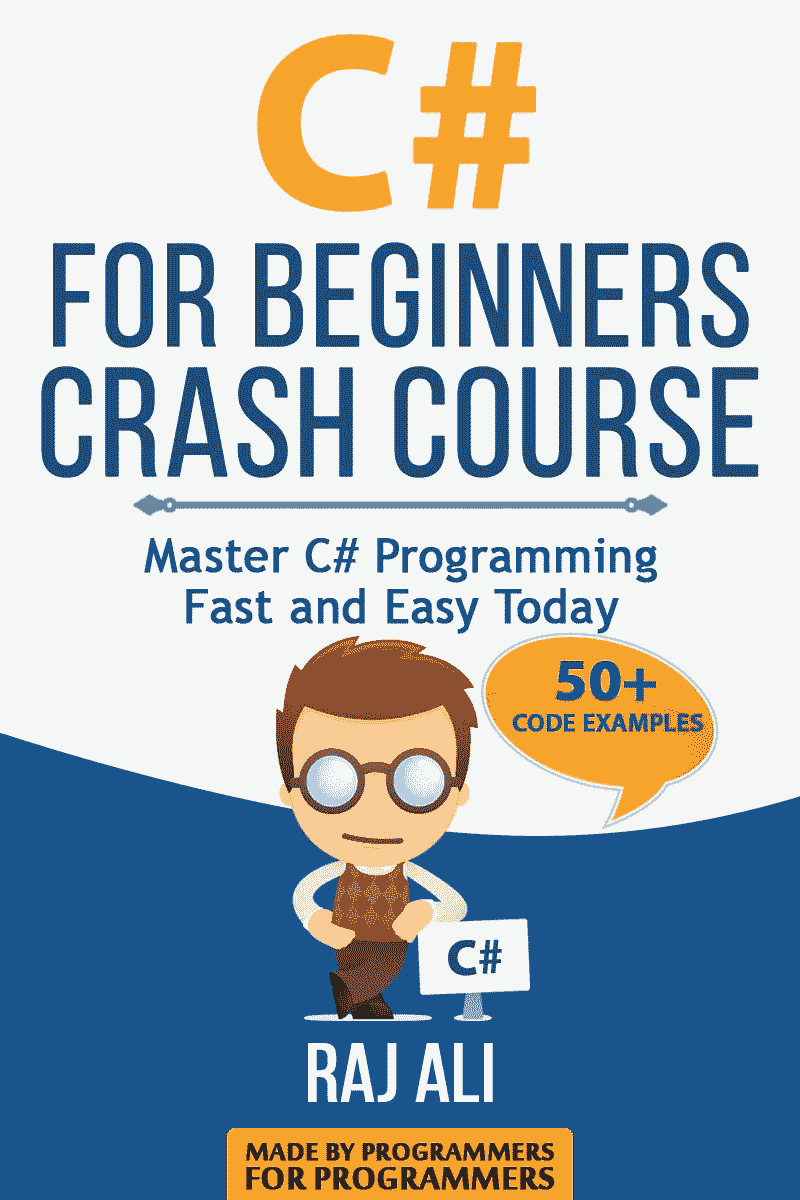 C#
FOR BEGINNERS
CRASH COURSE
Master C# Programming
Fast and Easy Today
50+
CODE EXAMPLES
C#
RAJ ALI
MADE BY PROGRAMMERS
FOR PROGRAMMERS